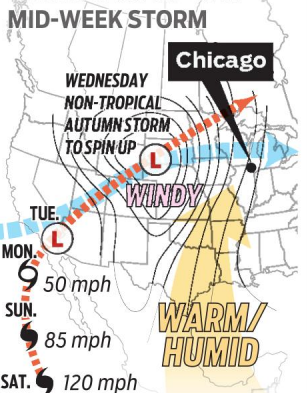 MID-WEEK STORM
Chicago
WEDNESDAY
NON-TROPICAL
AUTUMN STORM
TO SPIN UP
L
WINDY
TUE.
L
MON.
50 mph
SUN.
85 mph
WARM/
HUMID
SAT.
120 mph